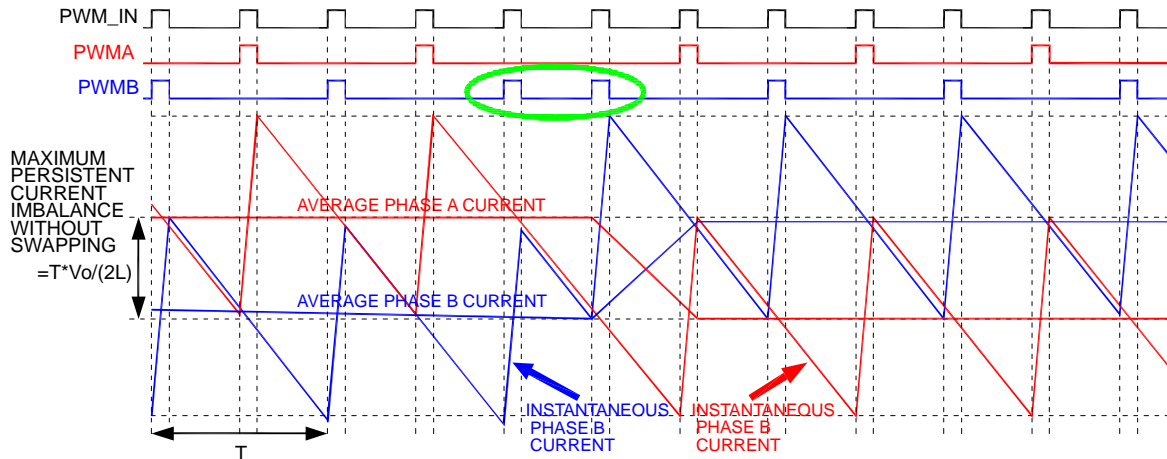 PWM_IN
PWMA
PWMB
MAXIMUM
PERSISTENT
CURRENT
IMBALANCE
WITHOUT
SWAPPING
=T*Vo/(2L)
AVERAGE PHASE A CURRENT
AVERAGE PHASE B CURRENT
INSTANTANEOUS
PHASE B
CURRENT
INSTANTANEOUS
PHASE B
CURRENT
T